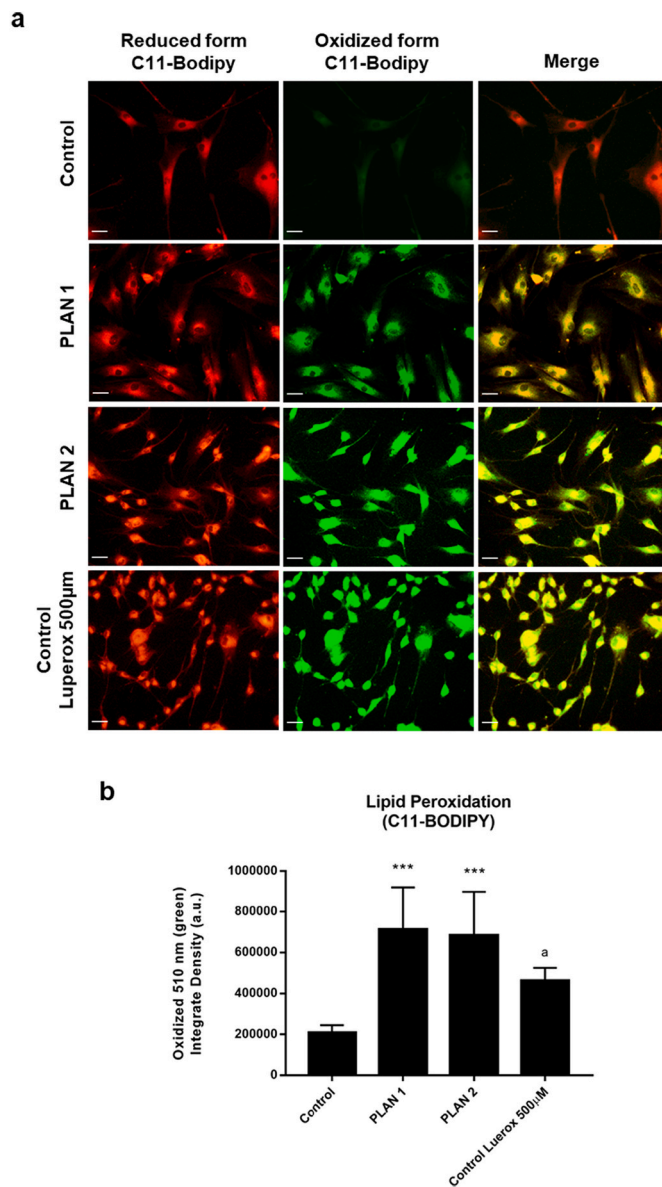 a
Reduced form
C11-Bodipy
Oxidized form
C11-Bodipy
Merge
Control
PLAN 1
PLAN 2
Control
Luperox 500µm
b
Lipid Peroxidation
(C11-BODIPY)
Oxidized 510 nm (green)
Integrate Density (a.u.)
1000000
800000
600000
400000
200000
0
***
***
a
Control
PLAN 1
PLAN 2
Control Luerox 500µM